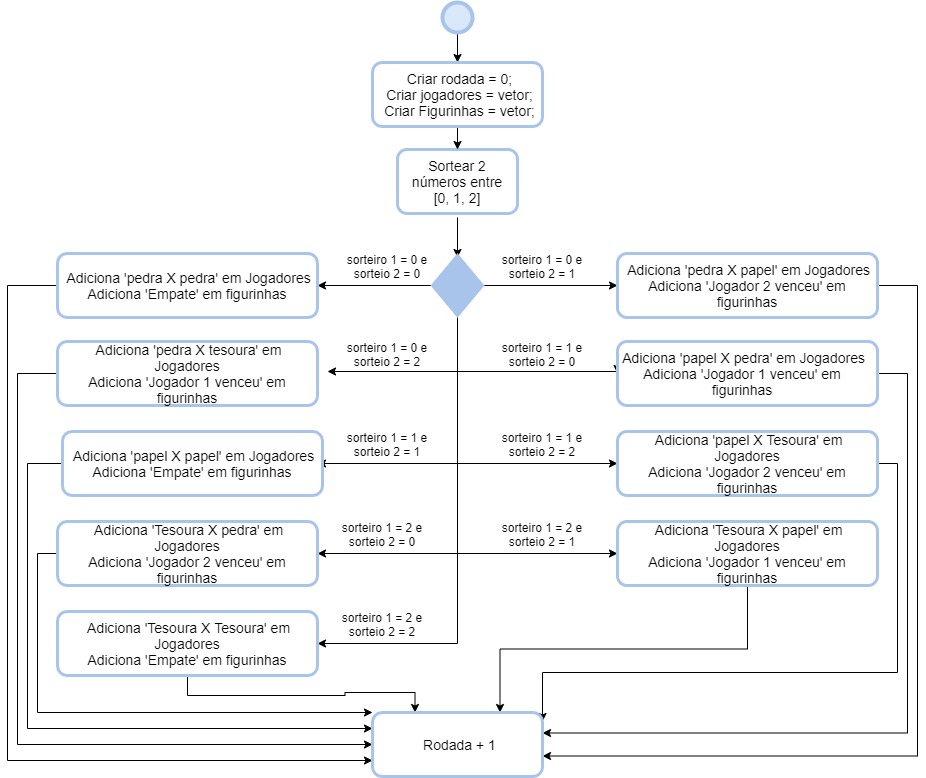 Criar rodada = 0;
Criar jogadores = vetor;
Criar Figurinhas = vetor;
Sortear 2
números entre
[0, 1, 2]
Adiciona 'pedra X pedra' em Jogadores
Adiciona 'Empate' em figurinhas
sorteiro 1 = 0 e
sorteio 2 = 0
sorteiro 1 = 0 e
sorteio 2 = 1
Adiciona 'pedra X papel' em Jogadores
Adiciona 'Jogador 2 venceu' em
figurinhas
Adiciona 'pedra X tesoura' em
Jogadores
Adiciona 'Jogador 1 venceu' em
figurinhas
sorteiro 1 = 0 e
sorteio 2 = 2
sorteiro 1 = 1 e
sorteio 2 = 0
Adiciona 'papel X pedra' em Jogadores
Adiciona 'Jogador 1 venceu' em
figurinhas
Adiciona 'papel X papel' em Jogadores
Adiciona 'Empate' em figurinhas
sorteiro 1 = 1 e
sorteio 2 = 1
sorteiro 1 = 1 e
sorteio 2 = 2
Adiciona 'papel X Tesoura' em
Jogadores
Adiciona 'Jogador 2 venceu' em
figurinhas
Adiciona 'Tesoura X pedra' em
Jogadores
Adiciona 'Jogador 2 venceu' em
figurinhas
sorteiro 1 = 2 e
sorteio 2 = 0
sorteiro 1 = 2 e
sorteio 2 = 1
Adiciona 'Tesoura X papel' em
Jogadores
Adiciona 'Jogador 1 venceu' em
figurinhas
Adiciona 'Tesoura X Tesoura' em
Jogadores
Adiciona 'Empate' em figurinhas
sorteiro 1 = 2 e
sorteio 2 = 2
Rodada + 1